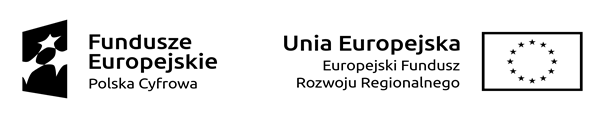 Fundusze
Europejskie
Polska Cyfrowa
Unia Europejska
Europejski Fundusz
Rozwoju Regionalnego